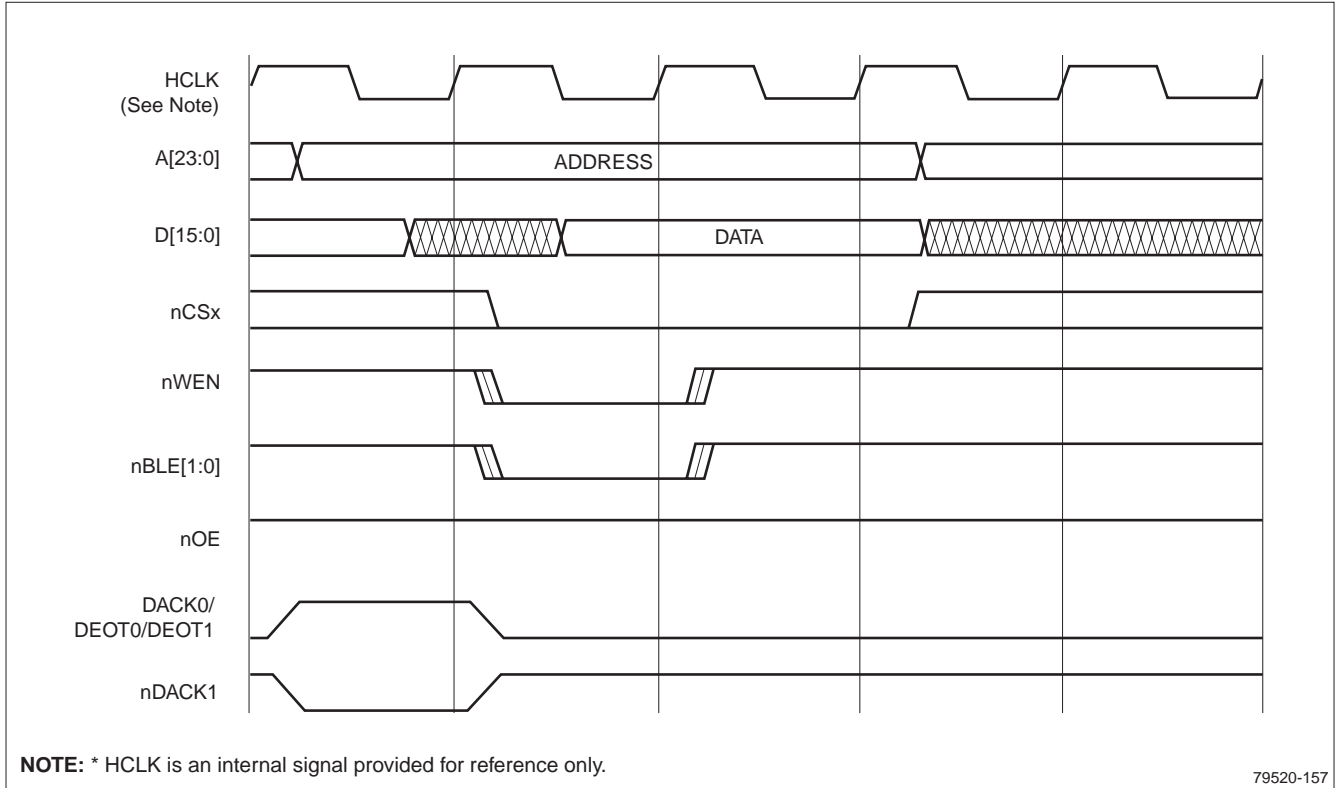 HCLK
(See Note)
A[23:0]
ADDRESS
D[15:0]
DATA
nCSx
nWEN
nBLE[1:0]
nOE
DACK0/
DEOT0/DEOT1
nDACK1
NOTE: * HCLK is an internal signal provided for reference only.
79520-157